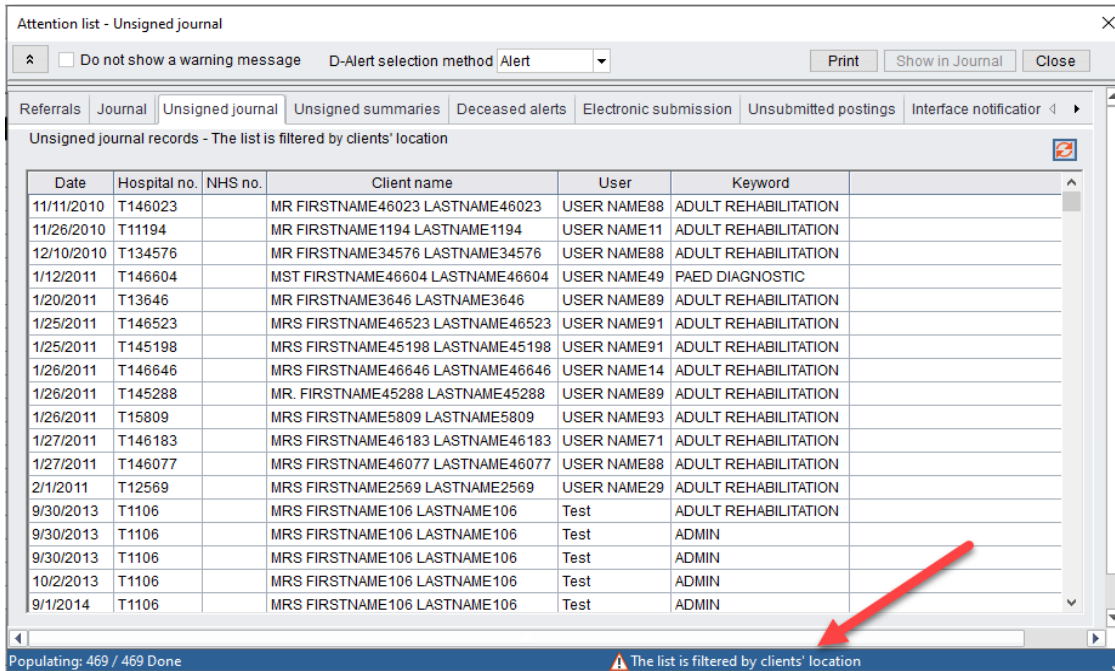 Attention list - Unsigned journal
Do not show a warning message D-Alert selection method Alert Print Show in Journal Close
Referrals Journal Unsigned journal Unsigned summaries Deceased alerts Electronic submission Unsubmitted postings Interface notification
Unsigned journal records - The list is filtered by clients' location
Date Hospital no. NHS no. Client name User Keyword
11/11/2010 T146023 MR FIRSTNAME46023 LASTNAME46023 USER NAME88 ADULT REHABILITATION
11/26/2010 T11194 MR FIRSTNAME1194 LASTNAME1194 USER NAME11 ADULT REHABILITATION
12/10/2010 T134576 MR FIRSTNAME34576 LASTNAME34576 USER NAME88 ADULT REHABILITATION
1/12/2011 T146604 MST FIRSTNAME46604 LASTNAME46604 USER NAME49 PAED DIAGNOSTIC
1/20/2011 T13646 MR FIRSTNAME3646 LASTNAME3646 USER NAME89 ADULT REHABILITATION
1/25/2011 T146523 MRS FIRSTNAME46523 LASTNAME46523 USER NAME91 ADULT REHABILITATION
1/25/2011 T145198 MRS FIRSTNAME45198 LASTNAME45198 USER NAME91 ADULT REHABILITATION
1/26/2011 T146646 MRS FIRSTNAME46646 LASTNAME46646 USER NAME14 ADULT REHABILITATION
1/26/2011 T145288 MR. FIRSTNAME45288 LASTNAME45288 USER NAME89 ADULT REHABILITATION
1/26/2011 T15809 MRS FIRSTNAME5809 LASTNAME5809 USER NAME93 ADULT REHABILITATION
1/27/2011 T146183 MRS FIRSTNAME46183 LASTNAME46183 USER NAME71 ADULT REHABILITATION
1/27/2011 T146077 MRS FIRSTNAME46077 LASTNAME46077 USER NAME88 ADULT REHABILITATION
2/1/2011 T12569 MRS FIRSTNAME2569 LASTNAME2569 USER NAME29 ADULT REHABILITATION
9/30/2013 T1106 MRS FIRSTNAME106 LASTNAME106 Test ADULT REHABILITATION
9/30/2013 T1106 MRS FIRSTNAME106 LASTNAME106 Test ADMIN
9/30/2013 T1106 MRS FIRSTNAME106 LASTNAME106 Test ADMIN
10/2/2013 T1106 MRS FIRSTNAME106 LASTNAME106 Test ADMIN
9/1/2014 T1106 MRS FIRSTNAME106 LASTNAME106 Test ADMIN
Populating: 469 / 469 Done The list is filtered by clients' location